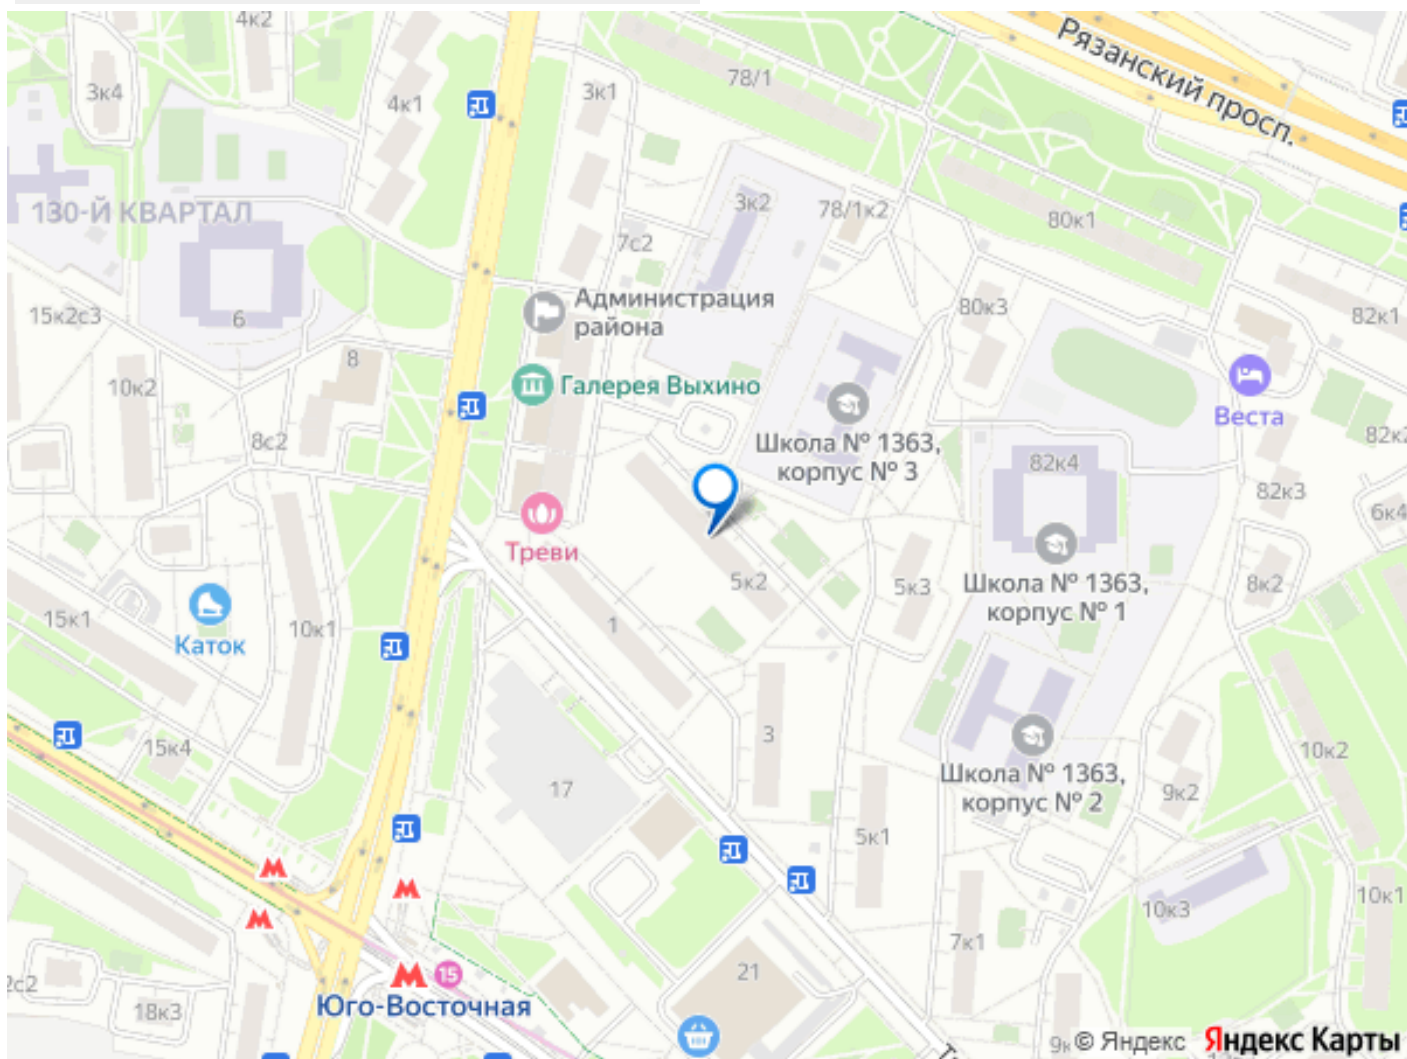 4к2
Рязанский просп.
3к4
4к1
3к1
78/1
130-Й КВАРТАЛ
3к2
78/1к2
80к1
7с2
15к2с3
6
Администрация
района
80к3
82к1
8
10к2
Галерея Выхино
Веста
8с2
Школа № 1363,
корпус № 3
82к4
82к2
82к3
6к4
Треви
5к2
5к3
Школа № 1363,
корпус № 1
8к2
15к1
Каток
10к1
1
3
15к4
17
Школа № 1363,
корпус № 2
9к2
10к2
5к1
10к3
10к1
7к1
15
21
2с2
18к3
Юго-Восточная
9к
© Яндекс
Яндекс Карты